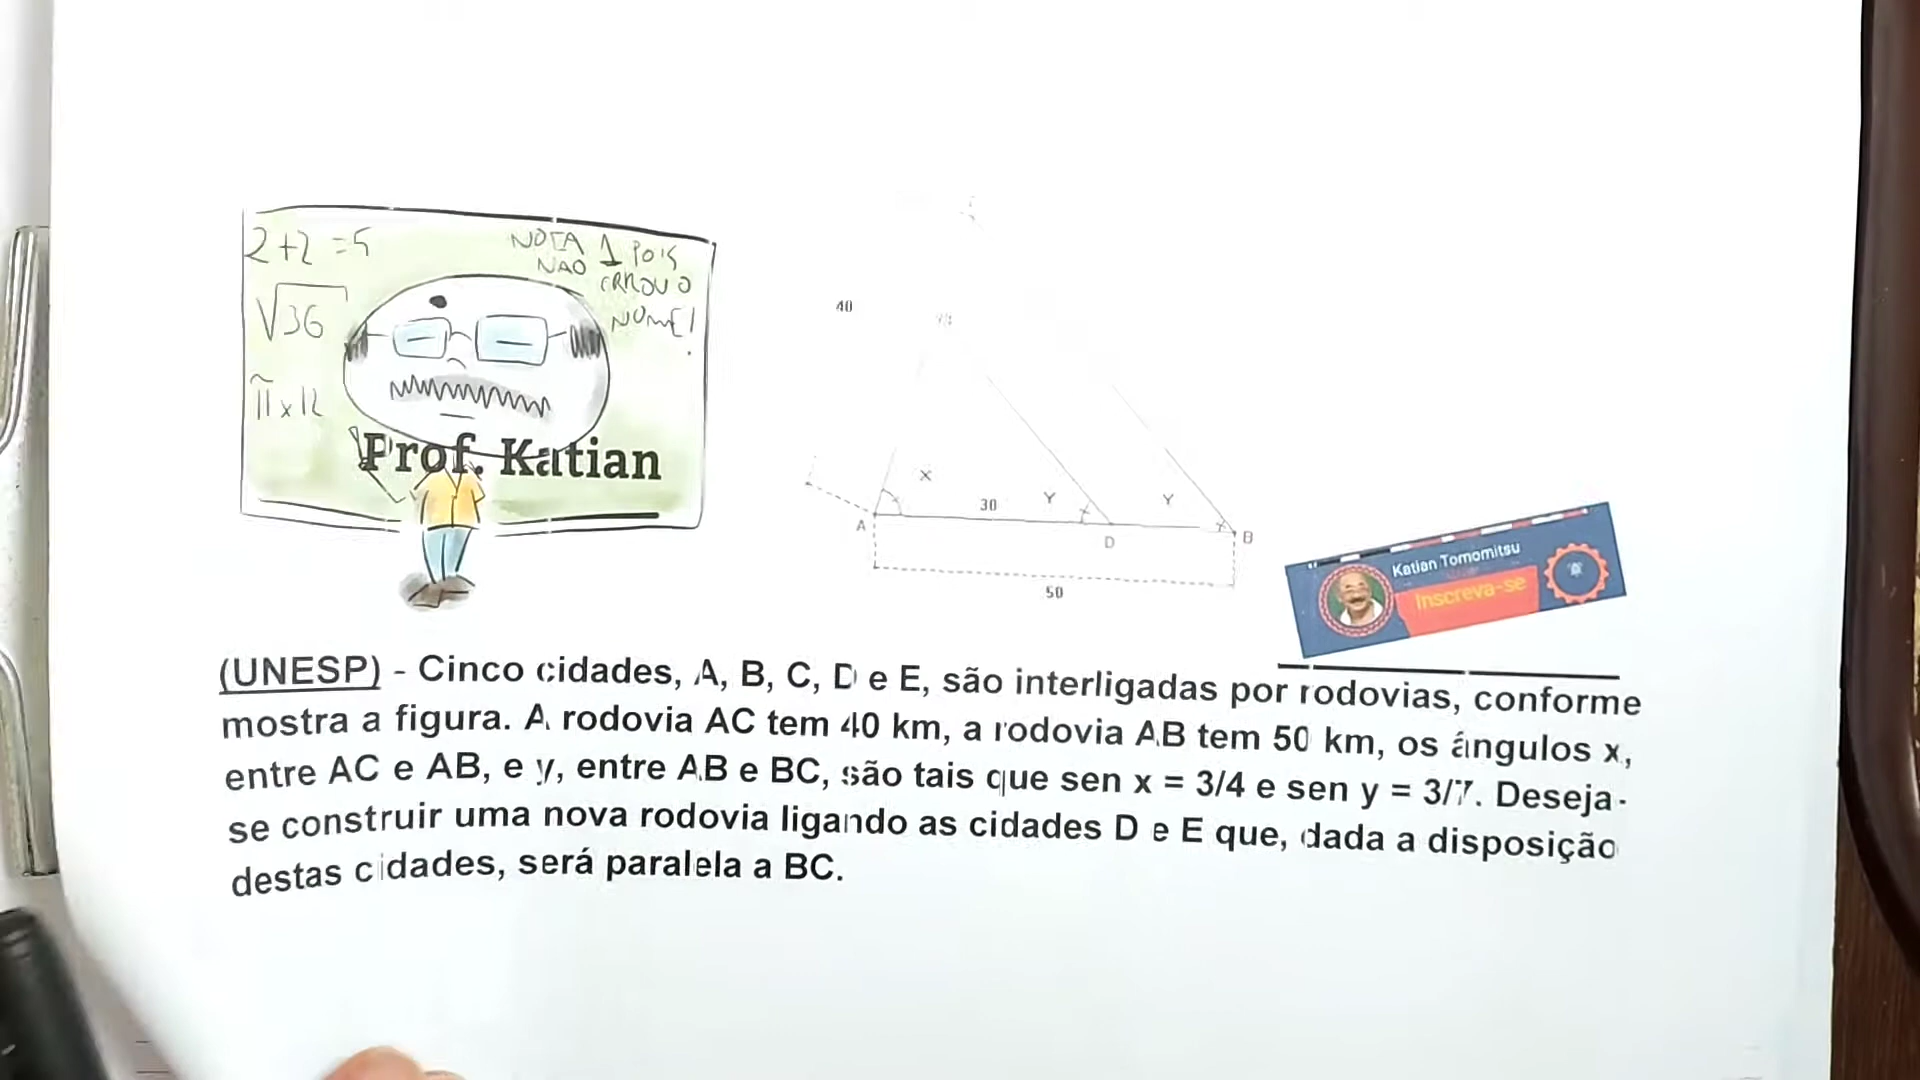 2+2=5
NOTA 1 POIS
NAO ERROU O
NOME!
√36
π x 12
Prof. Katian
40
X
30
Y
Y
A
D
B
50
Katian Tomomitsu
Inscreva-se
(UNESP) - Cinco cidades, A, B, C, D e E, são interligadas por rodovias, conforme
mostra a figura. A rodovia AC tem 40 km, a rodovia AB tem 50 km, os ângulos x,
entre AC e AB, e y, entre AB e BC, são tais que sen x = 3/4 e sen y = 3/7. Deseja-
se construir uma nova rodovia ligando as cidades D e E que, dada a disposição
destas cidades, será paralela a BC.